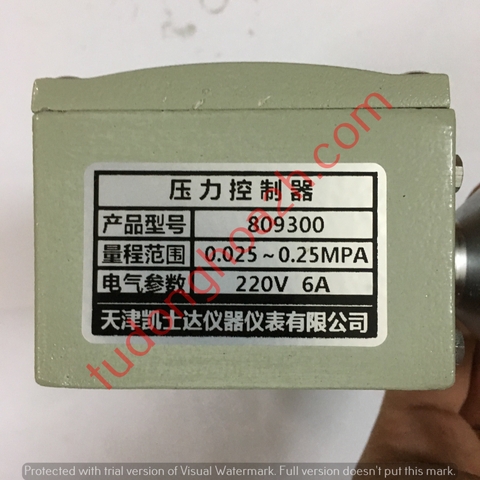 压力控制器
产品型号 809300
量程范围 0.025~0.25MPA
电气参数 220V 6A
天津凯士达仪器仪表有限公司
tudonghoazh.com
Protected with trial version of Visual Watermark. Full version doesn't put this mark.